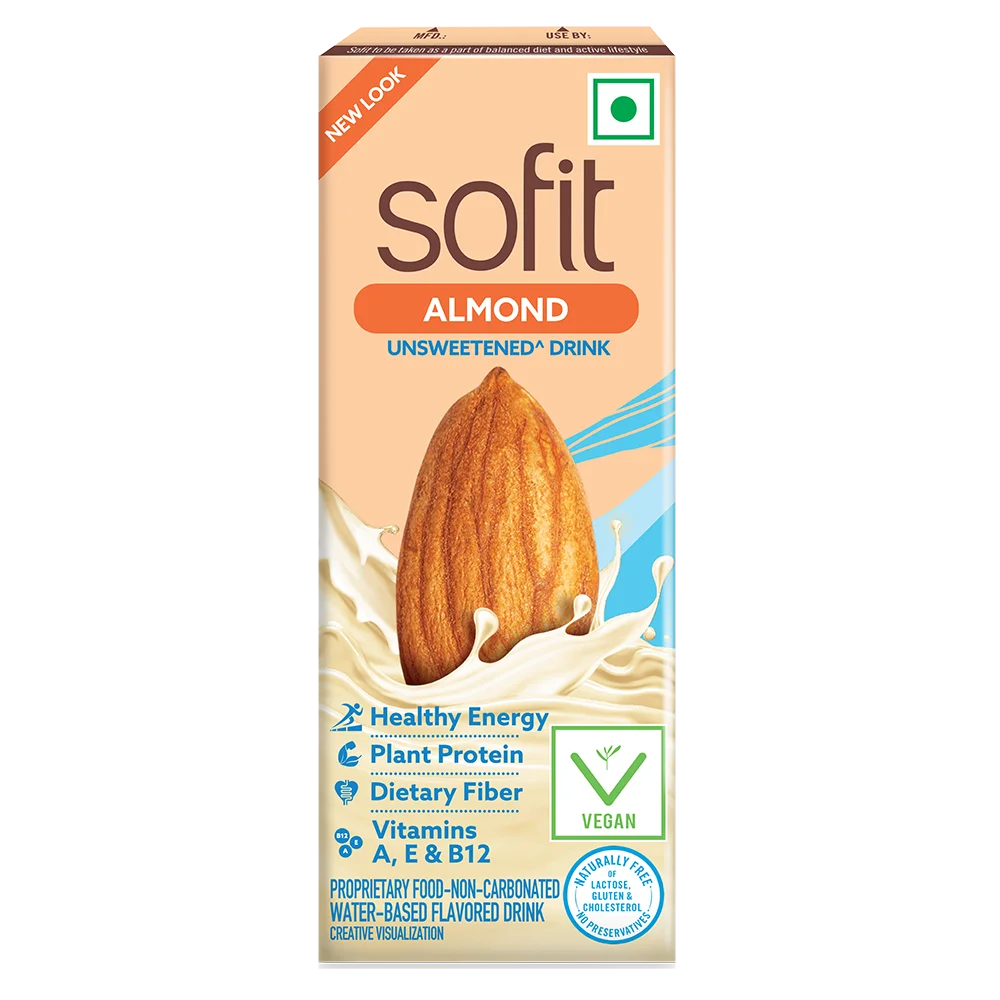 MFD.: USE BY:
Sofit to be taken as a part of balanced diet and active lifestyle
NEW LOOK
sofit
ALMOND
UNSWEETENED^ DRINK
Healthy Energy
Plant Protein
Dietary Fiber
B12 E A
Vitamins
A, E & B12
VEGAN
NATURALLY FREE
OF
LACTOSE,
GLUTEN &
CHOLESTEROL
NO PRESERVATIVES
PROPRIETARY FOOD-NON-CARBONATED
WATER-BASED FLAVORED DRINK
CREATIVE VISUALIZATION